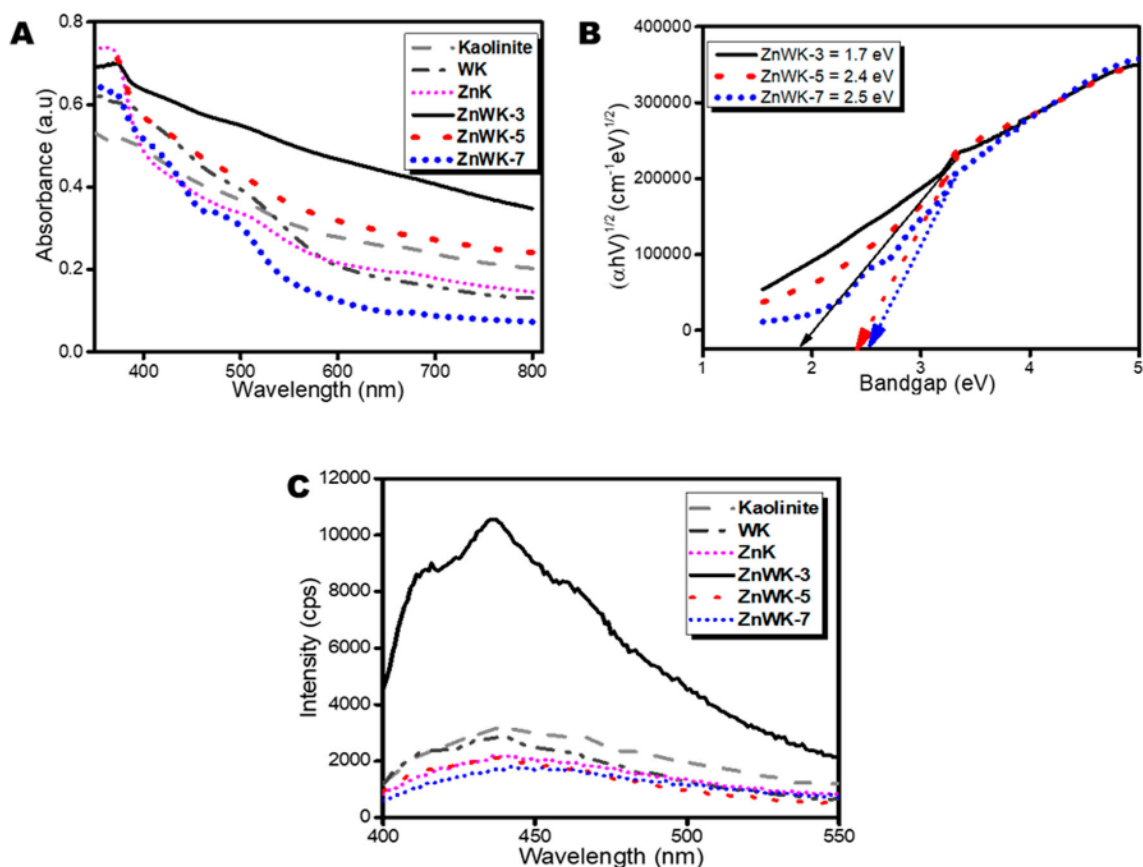 A
0.8
0.6
0.4
0.2
0.0
Absorbance (a.u)
400 500 600 700 800
Wavelength (nm)
Kaolinite
WK
ZnK
ZnWK-3
ZnWK-5
ZnWK-7
B
400000
300000
200000
100000
0
(αhV)¹/² (cm⁻¹eV)¹/²
1 2 3 4 5
Bandgap (eV)
ZnWK-3 = 1.7 eV
ZnWK-5 = 2.4 eV
ZnWK-7 = 2.5 eV
C
12000
10000
8000
6000
4000
2000
0
Intensity (cps)
400 450 500 550
Wavelength (nm)
Kaolinite
WK
ZnK
ZnWK-3
ZnWK-5
ZnWK-7